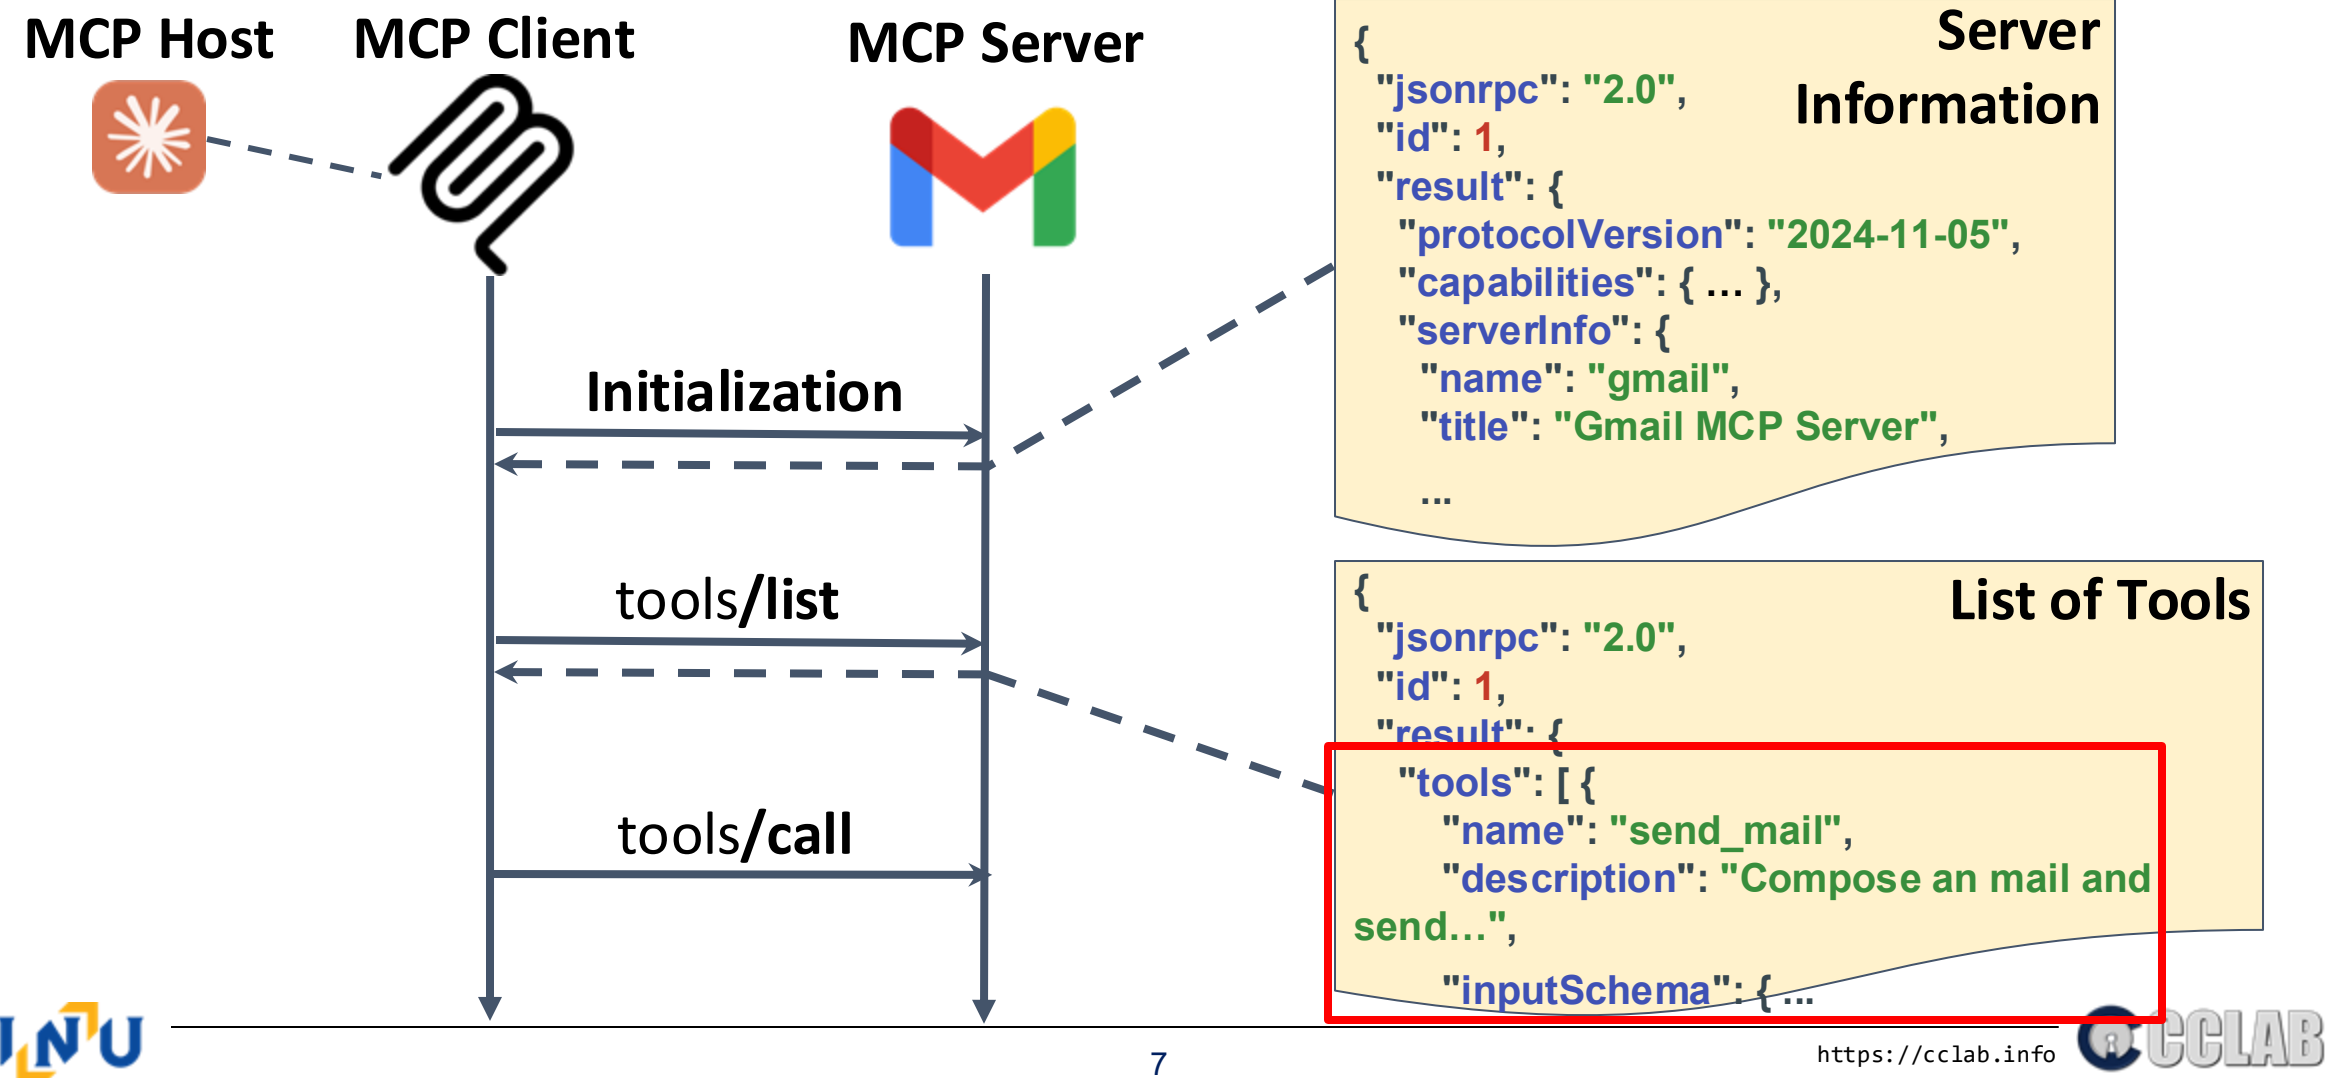 MCP Host
MCP Client
MCP Server
Initialization
tools/list
tools/call
Server
Information
{
"jsonrpc": "2.0",
"id": 1,
"result": {
"protocolVersion": "2024-11-05",
"capabilities": { ... },
"serverInfo": {
"name": "gmail",
"title": "Gmail MCP Server",
...
List of Tools
{
"jsonrpc": "2.0",
"id": 1,
"result": {
"tools": [ {
"name": "send_mail",
"description": "Compose an mail and
send...",
"inputSchema": { ...
INU
7
https://cclab.info
CCLAB